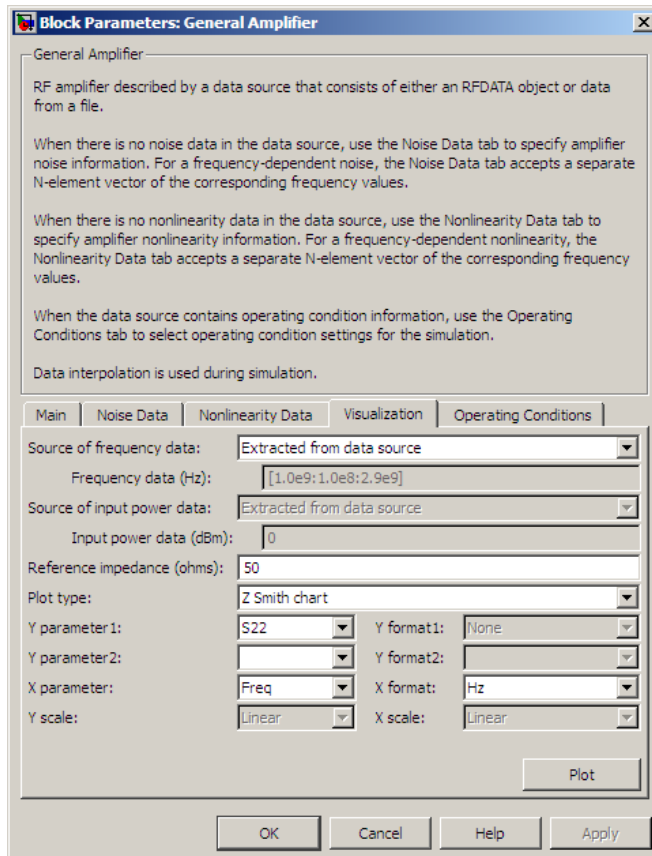 Block Parameters: General Amplifier
General Amplifier
RF amplifier described by a data source that consists of either an RFDATA object or data
from a file.
When there is no noise data in the data source, use the Noise Data tab to specify amplifier
noise information. For a frequency-dependent noise, the Noise Data tab accepts a separate
N-element vector of the corresponding frequency values.
When there is no nonlinearity data in the data source, use the Nonlinearity Data tab to
specify amplifier nonlinearity information. For a frequency-dependent nonlinearity, the
Nonlinearity Data tab accepts a separate N-element vector of the corresponding frequency
values.
When the data source contains operating condition information, use the Operating
Conditions tab to select operating condition settings for the simulation.
Data interpolation is used during simulation.
Main Noise Data Nonlinearity Data Visualization Operating Conditions
Source of frequency data: Extracted from data source
Frequency data (Hz): [1.0e9:1.0e8:2.9e9]
Source of input power data: Extracted from data source
Input power data (dBm): 0
Reference impedance (ohms): 50
Plot type: Z Smith chart
Y parameter1: S22 Y format1: None
Y parameter2: Y format2:
X parameter: Freq X format: Hz
Y scale: Linear X scale: Linear
Plot
OK Cancel Help Apply